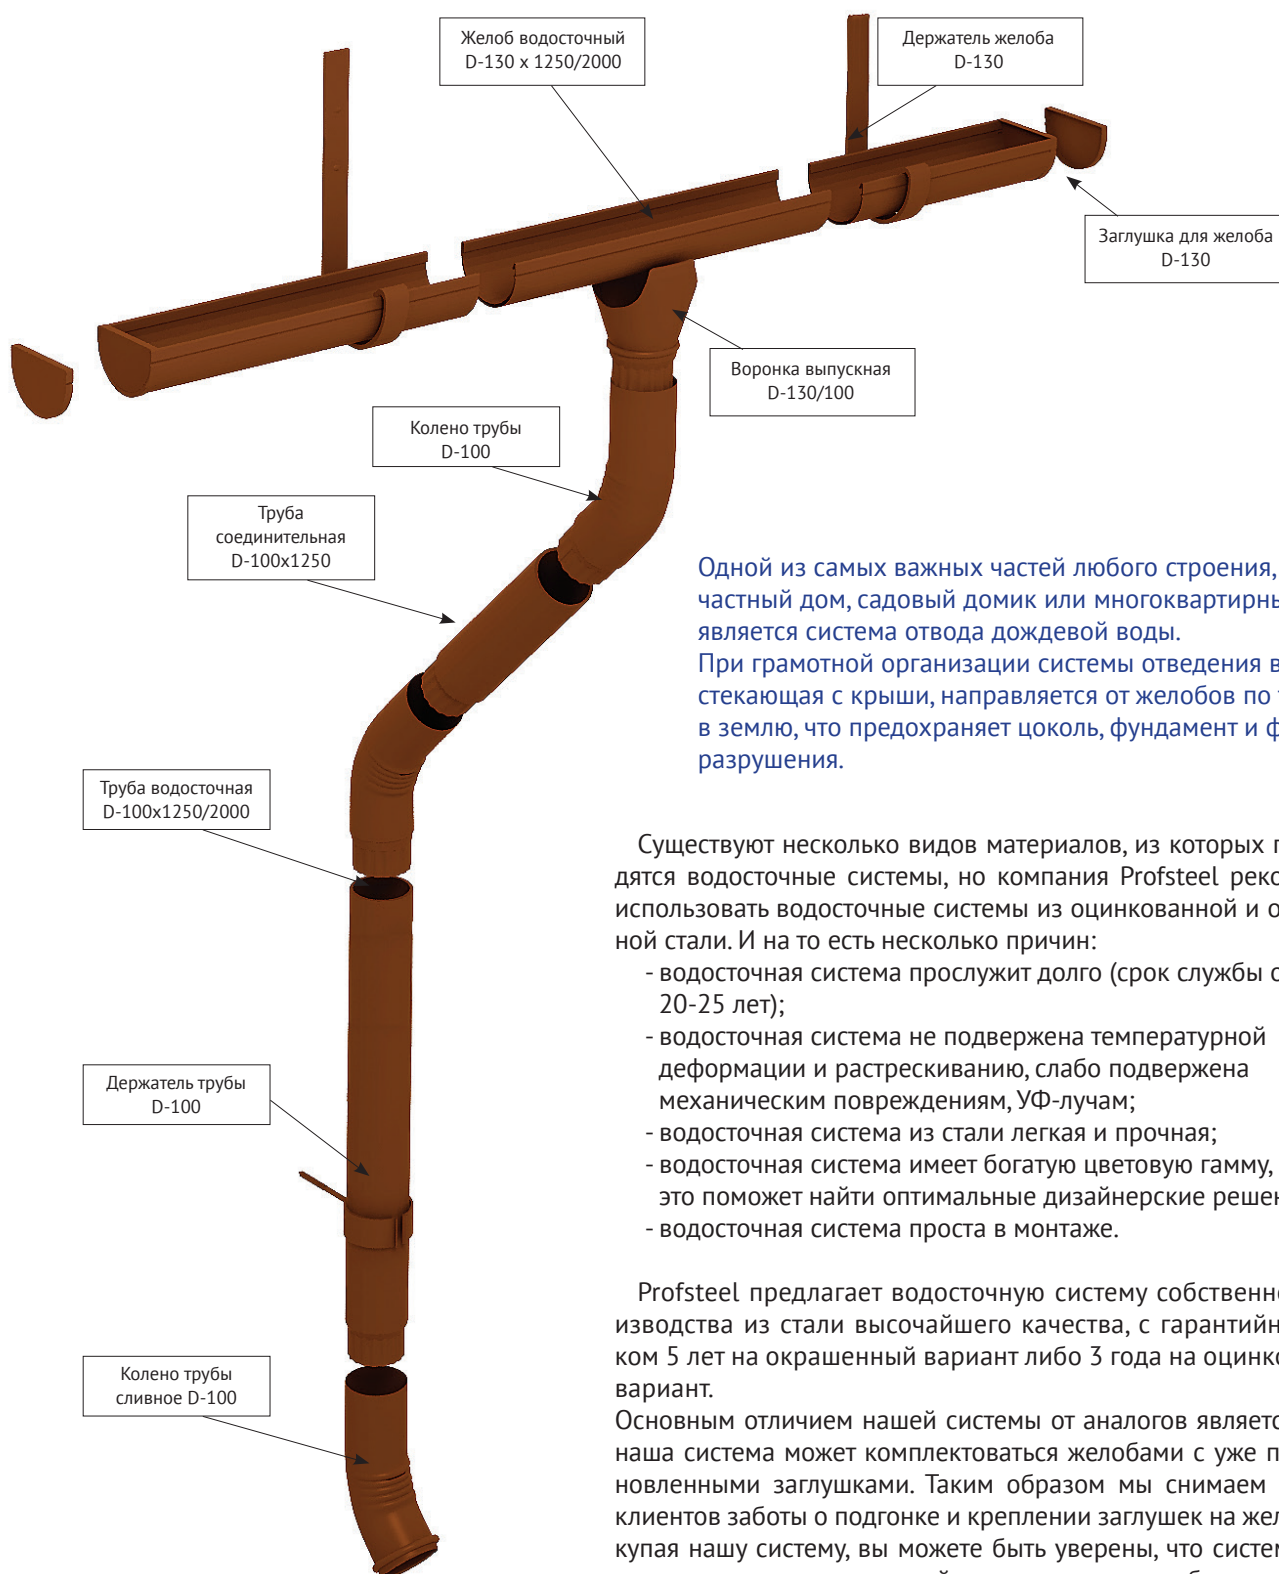 Желоб водосточный
D-130 x 1250/2000
Держатель желоба
D-130
Заглушка для желоба
D-130
Воронка выпускная
D-130/100
Колено трубы
D-100
Труба
соединительная
D-100x1250
Труба водосточная
D-100x1250/2000
Держатель трубы
D-100
Колено трубы
сливное D-100
Одной из самых важных частей любого строения,
частный дом, садовый домик или
является система отвода дождевой воды.
При грамотной организации системы отведения
стекающая с крыши, направляется от желобов по
в землю, что предохраняет цоколь, фундамент и
разрушения.
Существуют несколько видов материалов, из которых
дятся водосточные системы, но компания Profsteel
использовать водосточные системы из оцинкованной и
ной стали. И на то есть несколько причин:
- водосточная система прослужит долго (срок службы
20-25 лет);
- водосточная система не подвержена температурной
деформации и растрескиванию, слабо подвержена
механическим повреждениям, УФ-лучам;
- водосточная система из стали легкая и прочная;
- водосточная система имеет богатую цветовую гамму,
это поможет найти оптимальные дизайнерские
- водосточная система проста в монтаже.
Profsteel предлагает водосточную систему
изводства из стали высочайшего качества, с
ком 5 лет на окрашенный вариант либо 3 года на
вариант.
Основным отличием нашей системы от аналогов
наша система может комплектоваться желобами с уже
новленными заглушками. Таким образом мы снимаем
клиентов заботы о подгонке и креплении заглушек на
купая нашу систему, вы можете быть уверены, что